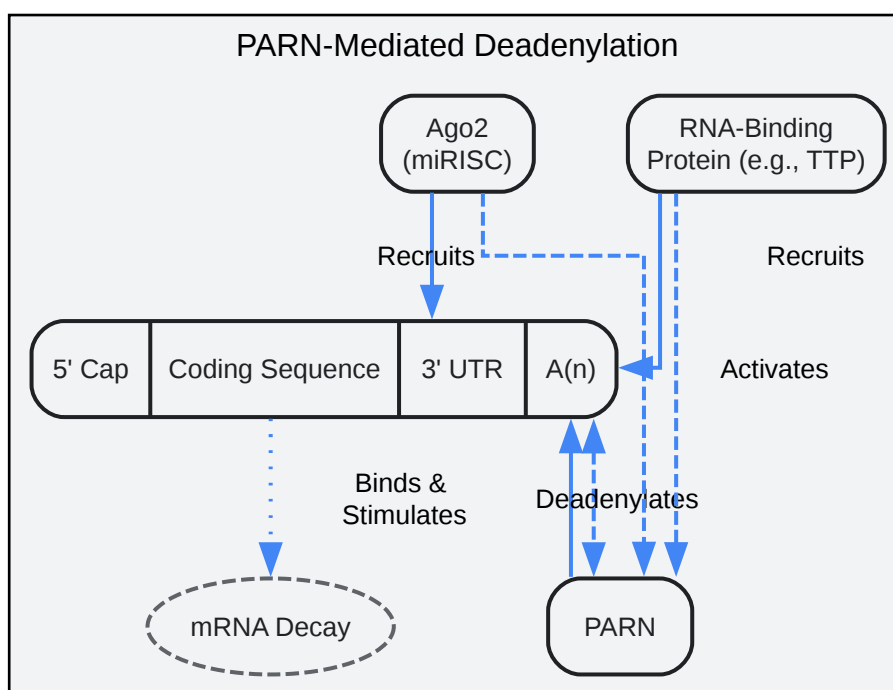 PARN-Mediated Deadenylation
Ago2
(miRISC)
RNA-Binding
Protein (e.g., TTP)
Recruits
Recruits
5' Cap
Coding Sequence
3' UTR
A(n)
Activates
Binds &
Stimulates
Deadenylates
mRNA Decay
PARN